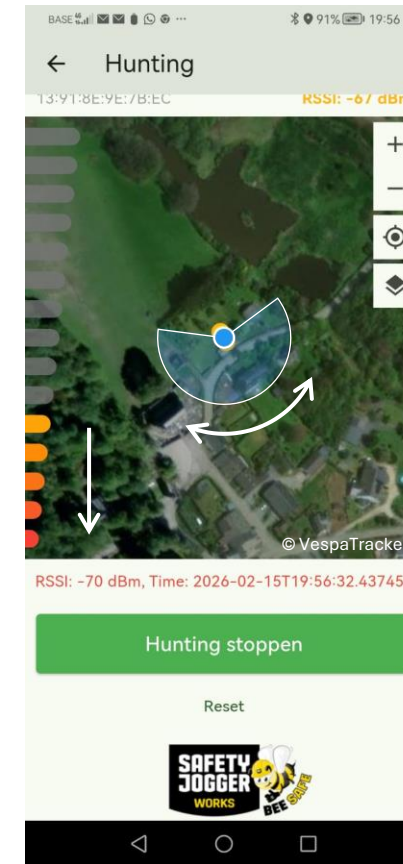 BASE 91% 19:56
Hunting
13:91:8E:9E:7B:EC RSSI: -67 dBm
© VespaTracke
RSSI: -70 dBm, Time: 2026-02-15T19:56:32.43745
Hunting stoppen
Reset
SAFETY
JOGGER
WORKS
BEE SAFE